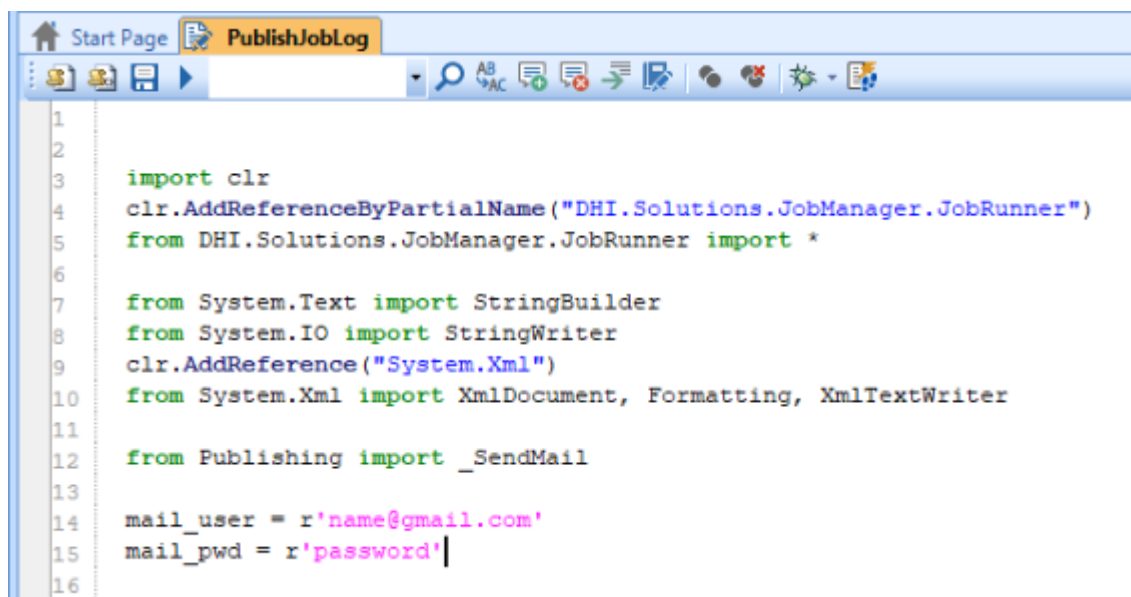 Start Page PublishJobLog
AB
AC
1
2
3 import clr
4 clr.AddReferenceByPartialName("DHI.Solutions.JobManager.JobRunner")
5 from DHI.Solutions.JobManager.JobRunner import *
6
7 from System.Text import StringBuilder
8 from System.IO import StringWriter
9 clr.AddReference("System.Xml")
10 from System.Xml import XmlDocument, Formatting, XmlTextWriter
11
12 from Publishing import _SendMail
13
14 mail_user = r'name@gmail.com'
15 mail_pwd = r'password'
16